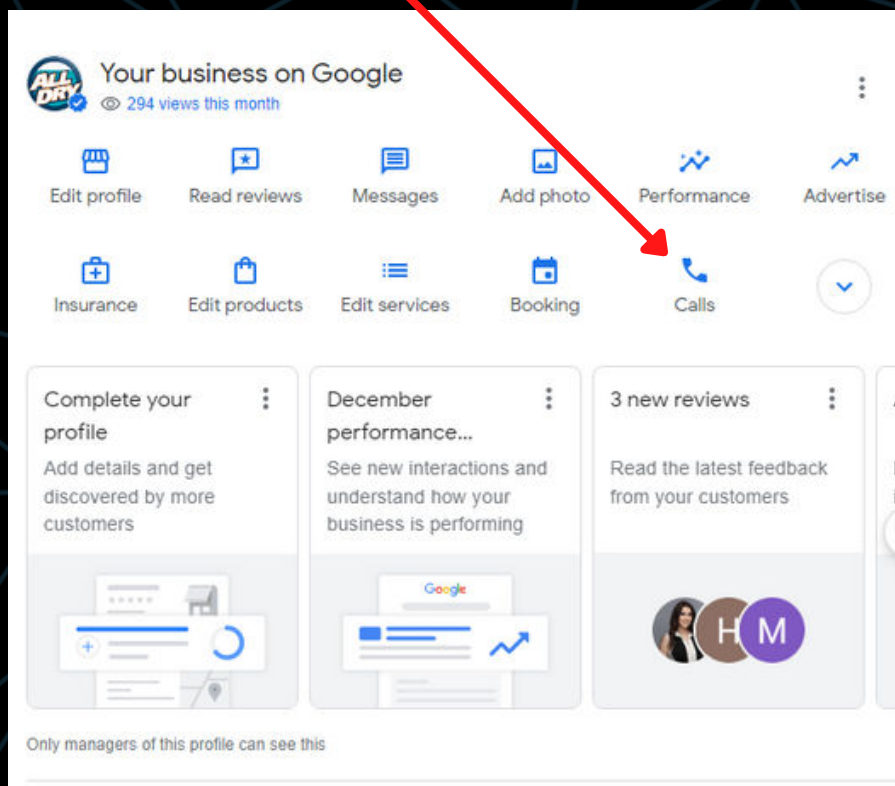 ALL
DRY
Your business on Google
294 views this month
Edit profile
Read reviews
Messages
Add photo
Performance
Advertise
Insurance
Edit products
Edit services
Booking
Calls
Complete your
profile
Add details and get
discovered by more
customers
December
performance...
See new interactions and
understand how your
business is performing
Google
3 new reviews
Read the latest feedback
from your customers
H
M
Only managers of this profile can see this